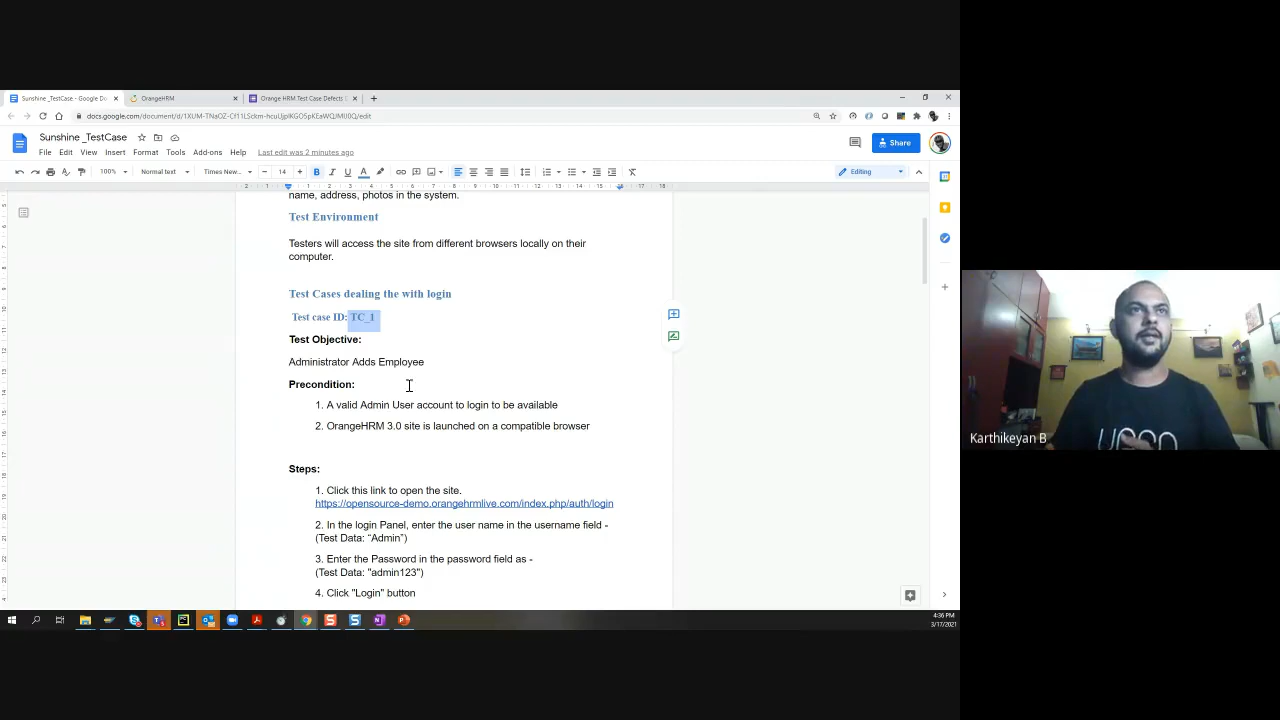 Sunshine _TestCase - Google Do
OrangeHRM
Orange HRM Test Case Defects
Sunshine _TestCase
File Edit View Insert Format Tools Add-ons Help Last edit was 2 minutes ago
Share
100% Normal text Times New... 14 Editing
name, address, photos in the system.
Test Environment
Testers will access the site from different browsers locally on their
computer.
Test Cases dealing the with login
Test case ID: TC_1
Test Objective:
Administrator Adds Employee
Precondition:
1. A valid Admin User account to login to be available
2. OrangeHRM 3.0 site is launched on a compatible browser
Steps:
1. Click this link to open the site.
https://opensource-demo.orangehrmlive.com/index.php/auth/login
2. In the login Panel, enter the user name in the username field -
(Test Data: “Admin”)
3. Enter the Password in the password field as -
(Test Data: "admin123")
4. Click "Login" button
4:36 PM
3/17/2021
Karthikeyan B